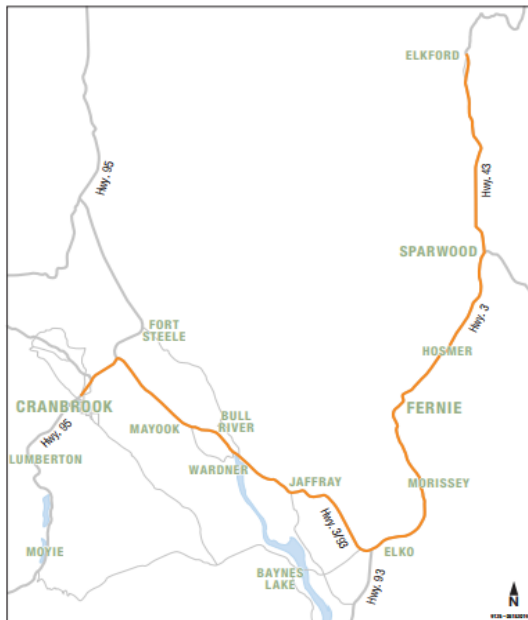 ELKFORD
Hwy. 95
Hwy. 43
SPARWOOD
Hwy. 3
FORT
STEELE
HOSMER
CRANBROOK
FERNIE
BULL
RIVER
MAYOOK
Hwy. 95
LUMBERTON
WARDNER
JAFFRAY
MORISSEY
Hwy. 3/93
MOYIE
ELKO
BAYNES
LAKE
Hwy. 93
N